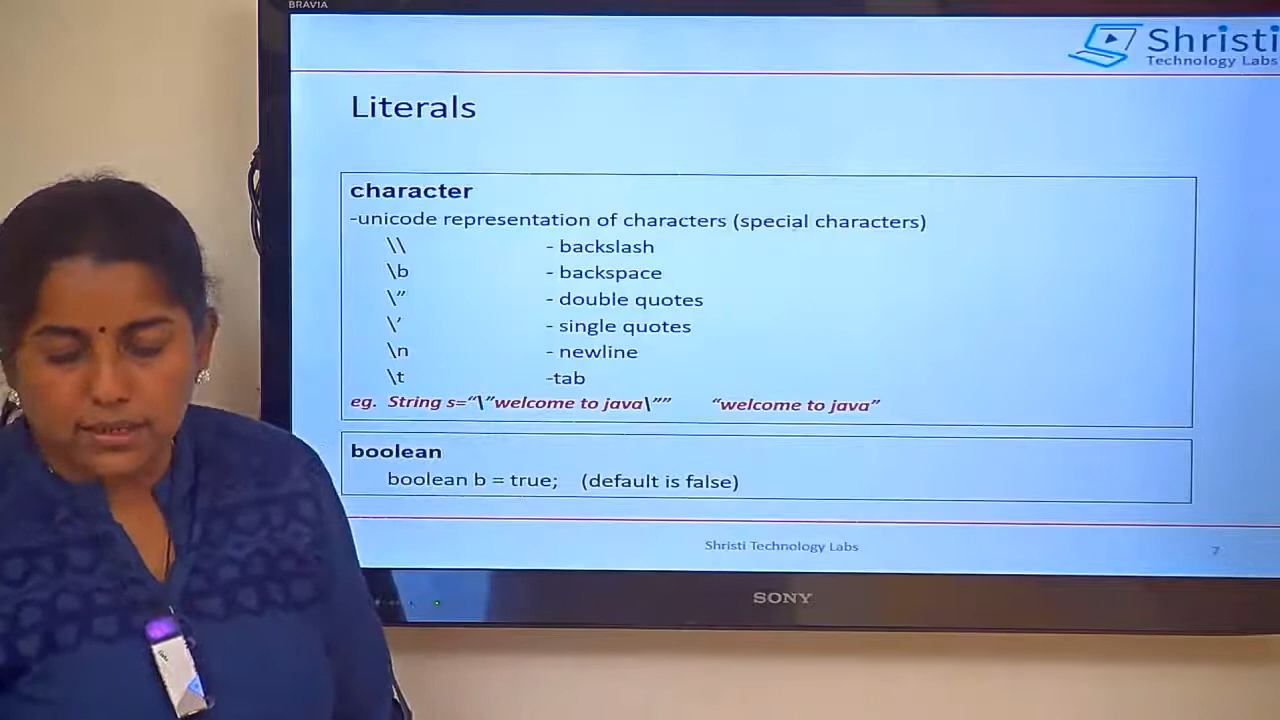 BRAVIA
Shristi
Technology Labs
Literals
character
-unicode representation of characters (special characters)
\\ - backslash
\b - backspace
\” - double quotes
\’ - single quotes
\n - newline
\t -tab
eg. String s=“\”welcome to java\”” “welcome to java”
boolean
boolean b = true; (default is false)
Shristi Technology Labs 7
SONY